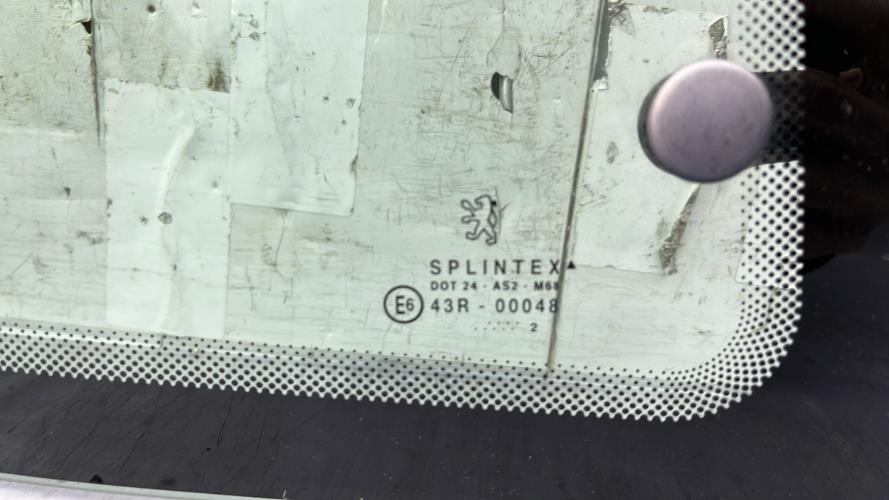 SPLINTEX▲
DOT 24 · AS2 · M68
E6 43R - 00048
..... 2